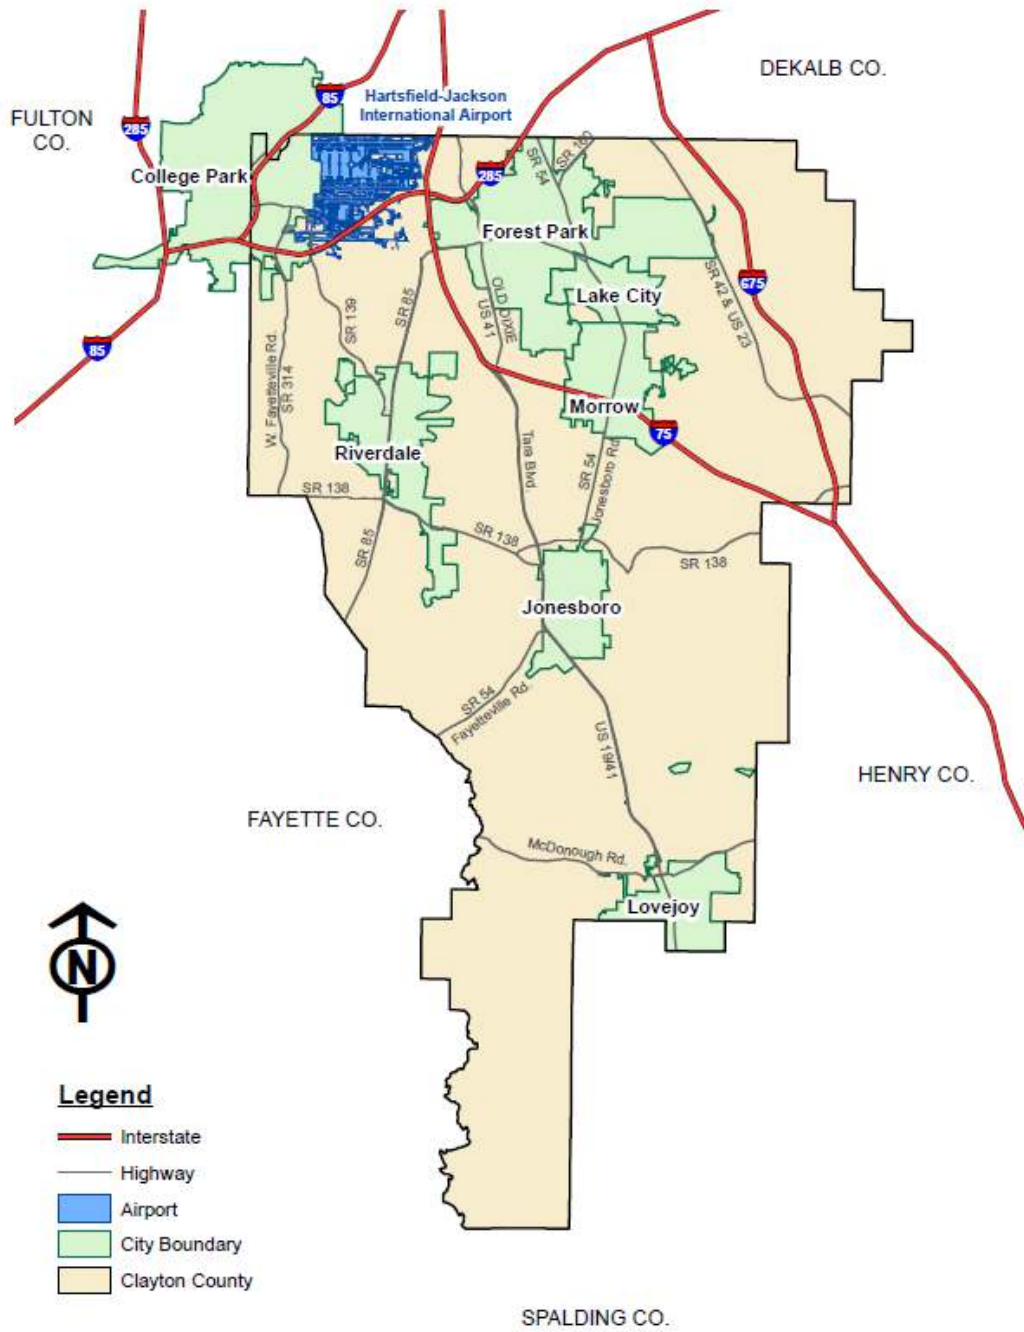 DEKALB CO.
FULTON
CO.
85
Hartsfield-Jackson
International Airport
285
SR 54
SR 160
285
College Park
Forest Park
675
SR 42 & US 23
Lake City
OLD DIXIE
US 41
SR 139
SR 85
85
W. Fayetteville Rd.
SR 314
Morrow
75
Riverdale
Tara Blvd.
SR 54
Jonesboro Rd.
SR 138
SR 138
SR 138
SR 85
Jonesboro
SR 54
Fayetteville Rd.
US 19/41
HENRY CO.
FAYETTE CO.
McDonough Rd.
Lovejoy
N
Legend
Interstate
Highway
Airport
City Boundary
Clayton County
SPALDING CO.